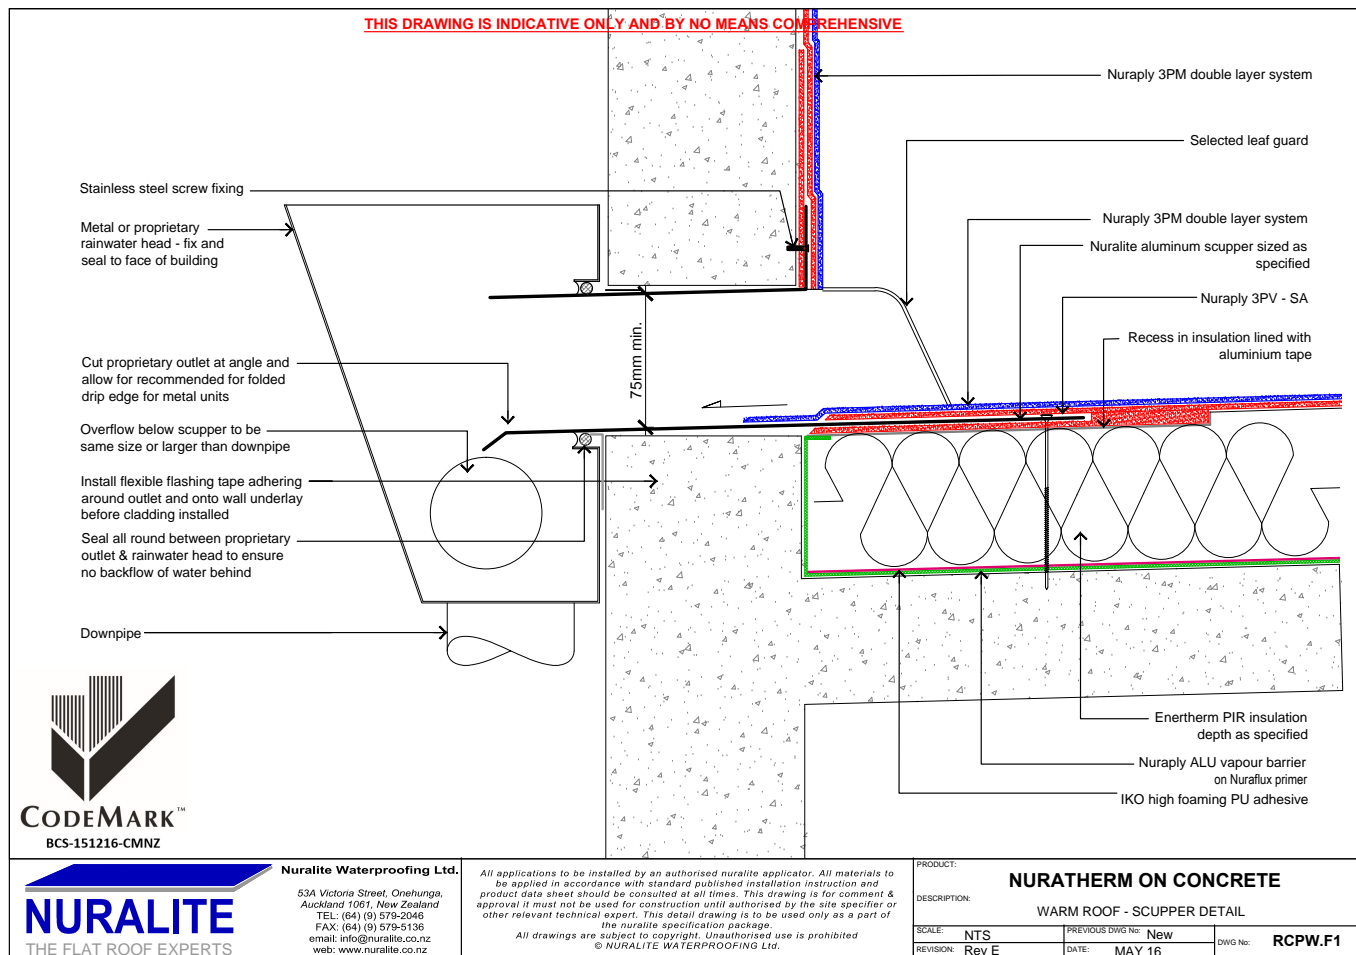 THIS DRAWING IS INDICATIVE ONLY AND BY NO MEANS COMPREHENSIVE
Nuraply 3PM double layer system
Selected leaf guard
Stainless steel screw fixing
Metal or proprietary
rainwater head - fix and
seal to face of building
Nuraply 3PM double layer system
Nuralite aluminum scupper sized as
specified
Nuraply 3PV - SA
Recess in insulation lined with
aluminium tape
75mm min.
Cut proprietary outlet at angle and
allow for recommended for folded
drip edge for metal units
Overflow below scupper to be
same size or larger than downpipe
Install flexible flashing tape adhering
around outlet and onto wall underlay
before cladding installed
Seal all round between proprietary
outlet & rainwater head to ensure
no backflow of water behind
Downpipe
Enertherm PIR insulation
depth as specified
Nuraply ALU vapour barrier
on Nuraflux primer
IKO high foaming PU adhesive
CODEMARK™
BCS-151216-CMNZ
NURALITE
THE FLAT ROOF EXPERTS
Nuralite Waterproofing Ltd.
53A Victoria Street, Onehunga,
Auckland 1061, New Zealand
TEL: (64) (9) 579-2046
FAX: (64) (9) 579-5136
email: info@nuralite.co.nz
web: www.nuralite.co.nz
All applications to be installed by an authorised nuralite applicator. All materials to
be applied in accordance with standard published installation instruction and
product data sheet should be consulted at all times. This drawing is for comment &
approval it must not be used for construction until authorised by the site specifier or
other relevant technical expert. This detail drawing is to be used only as a part of
the nuralite specification package.
All drawings are subject to copyright. Unauthorised use is prohibited
© NURALITE WATERPROOFING Ltd.
PRODUCT:
NURATHERM ON CONCRETE
DESCRIPTION:
WARM ROOF - SCUPPER DETAIL
SCALE: NTS
PREVIOUS DWG No: New
REVISION: Rev E
DATE: MAY 16
DWG No: RCPW.F1